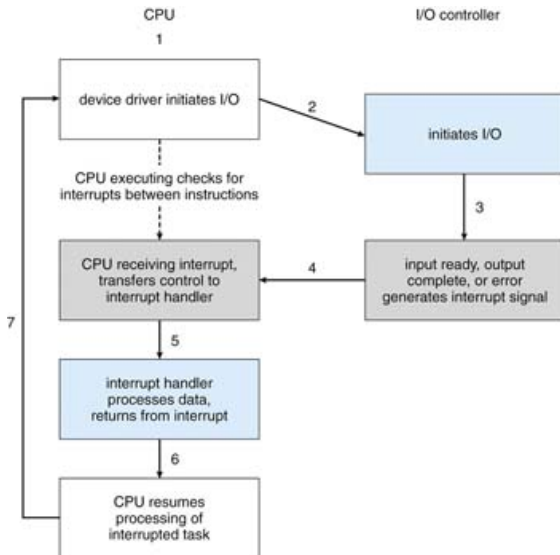 CPU
I/O controller
1
device driver initiates I/O
2
initiates I/O
CPU executing checks for
interrupts between instructions
3
CPU receiving interrupt,
transfers control to
interrupt handler
4
input ready, output
complete, or error
generates interrupt signal
7
5
interrupt handler
processes data,
returns from interrupt
6
CPU resumes
processing of
interrupted task